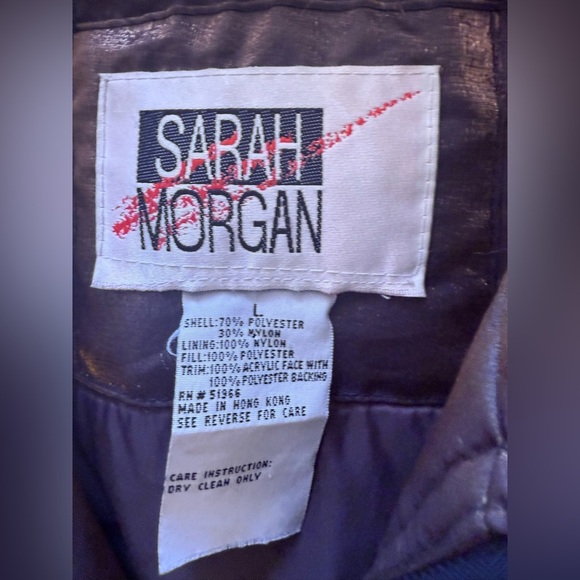 SARAH
MORGAN
L
SHELL:70% POLYESTER
30% NYLON
LINING:100% NYLON
FILL:100% POLYESTER
TRIM:100% ACRYLIC FACE WITH
100% POLYESTER BACKING
RN # 51966
MADE IN HONG KONG
SEE REVERSE FOR CARE
CARE INSTRUCTION:
DRY CLEAN ONLY